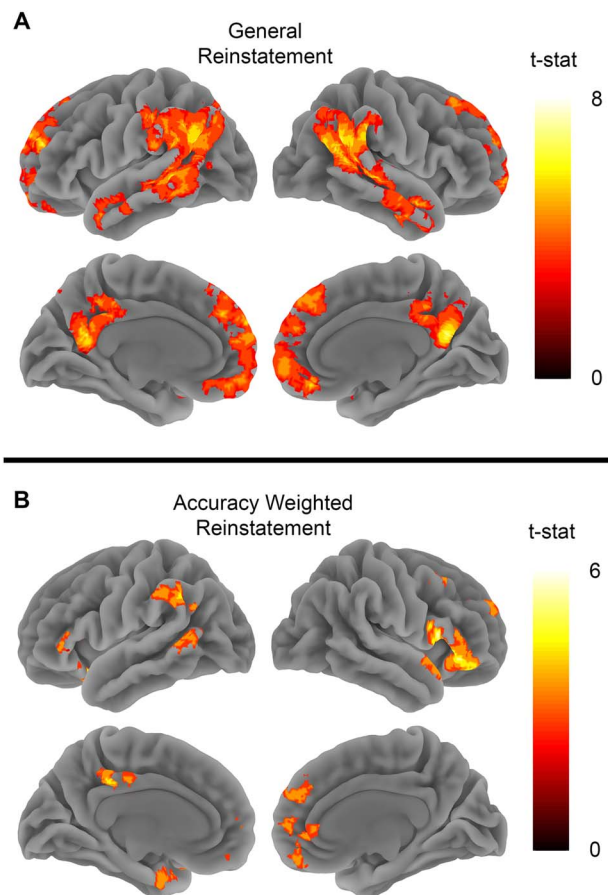 A
General
Reinstatement
t-stat
8
0
B
Accuracy Weighted
Reinstatement
t-stat
6
0